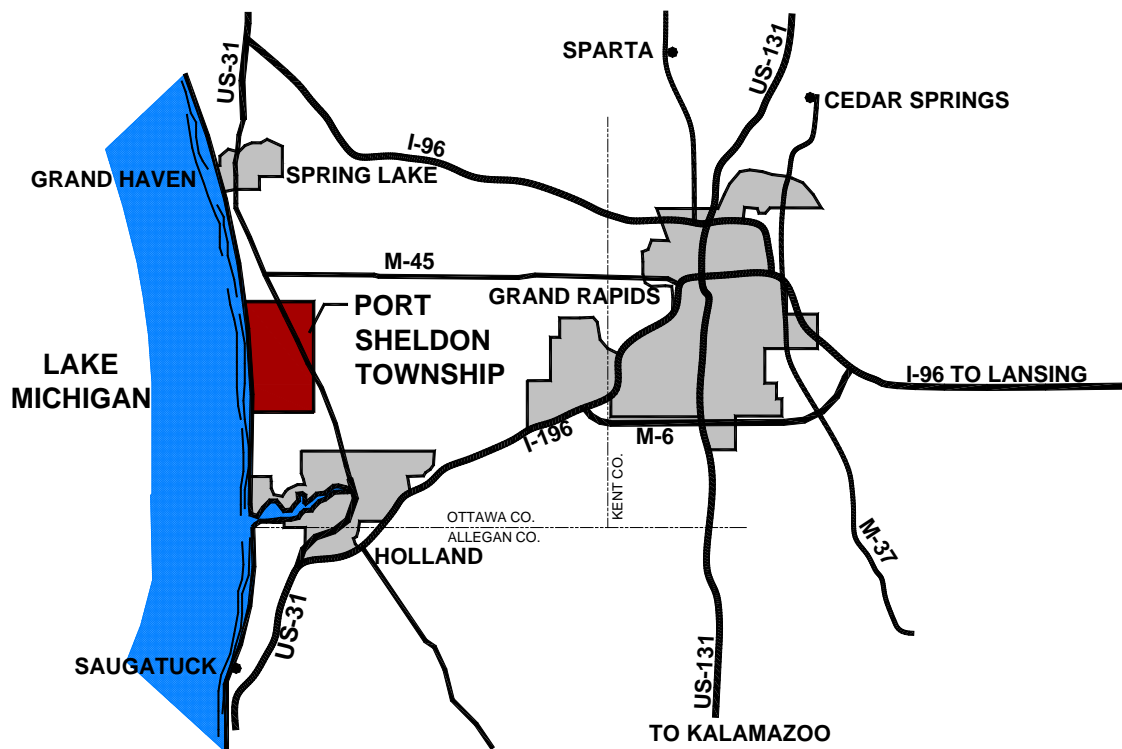 US-31
SPARTA
US-131
CEDAR SPRINGS
I-96
GRAND HAVEN
SPRING LAKE
M-45
GRAND RAPIDS
PORT
SHELDON
TOWNSHIP
LAKE
MICHIGAN
I-96 TO LANSING
I-196
M-6
KENT CO.
OTTAWA CO.
ALLEGAN CO.
HOLLAND
M-37
US-31
SAUGATUCK
US-131
TO KALAMAZOO